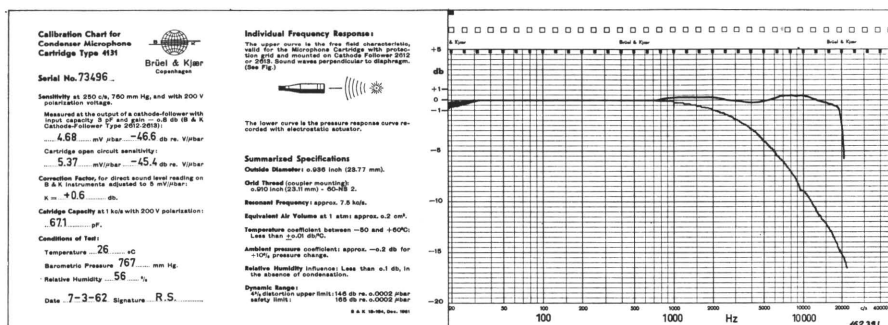 Calibration Chart for
Condenser Microphone
Cartridge Type 4131
Brüel & Kjær
Copenhagen
Serial No. 73496
Sensitivity at 250 c/s, 760 mm Hg, and with 200 V
polarization voltage.
Measured at the output of a cathode-follower with
input capacity 3 pF and gain — 0.8 db (B & K
Cathode-Follower Type 2612-2613):
4.68 mV/µbar -46.6 db re. V/µbar
Cartridge open circuit sensitivity:
5.37 mV/µbar -45.4 db re. V/µbar
Correction Factor, for direct sound level reading on
B & K instruments adjusted to 5 mV/µbar:
K = +0.6 db.
Catridge Capacity at 1 kc/s with 200 V polarization:
67.1 pF.
Conditions of Test:
Temperature 26 °C
Barometric Pressure 767 mm Hg.
Relative Humidity 56 %
Date 7-3-62 Signature R.S.
Individual Frequency Response:
The upper curve is the free field characteristic,
valid for the Microphone Cartridge with protec-
tion grid and mounted on Cathode Follower 2612
or 2613. Sound waves perpendicular to diaphragm.
(See Fig.)
The lower curve is the pressure response curve re-
corded with electrostatic actuator.
Summarized Specifications
Outside Diameter: 0.936 inch (23.77 mm).
Grid Thread (coupler mounting):
0.910 inch (23.11 mm) - 60-NS 2.
Resonant Frequency: approx. 7.5 kc/s.
Equivalent Air Volume at 1 atm: approx. 0.2 cm³.
Temperature coefficient between —50 and +60°C:
Less than ±0.01 db/°C.
Ambient pressure coefficient: approx. —0.2 db for
+10% pressure change.
Relative Humidity Influence: Less than 0.1 db, in
the absence of condensation.
Dynamic Range:
4% distortion upper limit: 146 db re. 0.0002 µbar
safety limit: 165 db re. 0.0002 µbar
& Kjær Brüel & Kjær Brüel & Kjær
+5
db
+1
0
-1
-5
-10
-15
-20
20 50 200 500 1000 2000 5000 10000 20000 c/s 40000
100 1000 Hz 10000